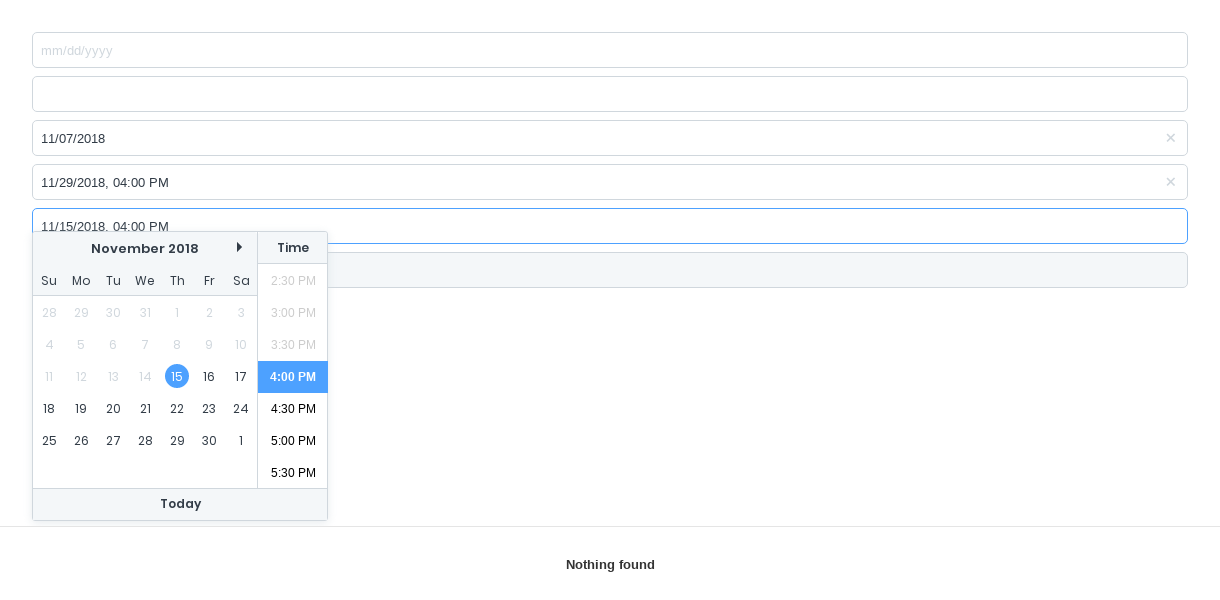 mm/dd/yyyy
11/07/2018 ×
11/29/2018, 04:00 PM ×
11/15/2018, 04:00 PM
November 2018
Su Mo Tu We Th Fr Sa
28 29 30 31 1 2 3
4 5 6 7 8 9 10
11 12 13 14 15 16 17
18 19 20 21 22 23 24
25 26 27 28 29 30 1
Time
2:30 PM
3:00 PM
3:30 PM
4:00 PM
4:30 PM
5:00 PM
5:30 PM
Today
Nothing found